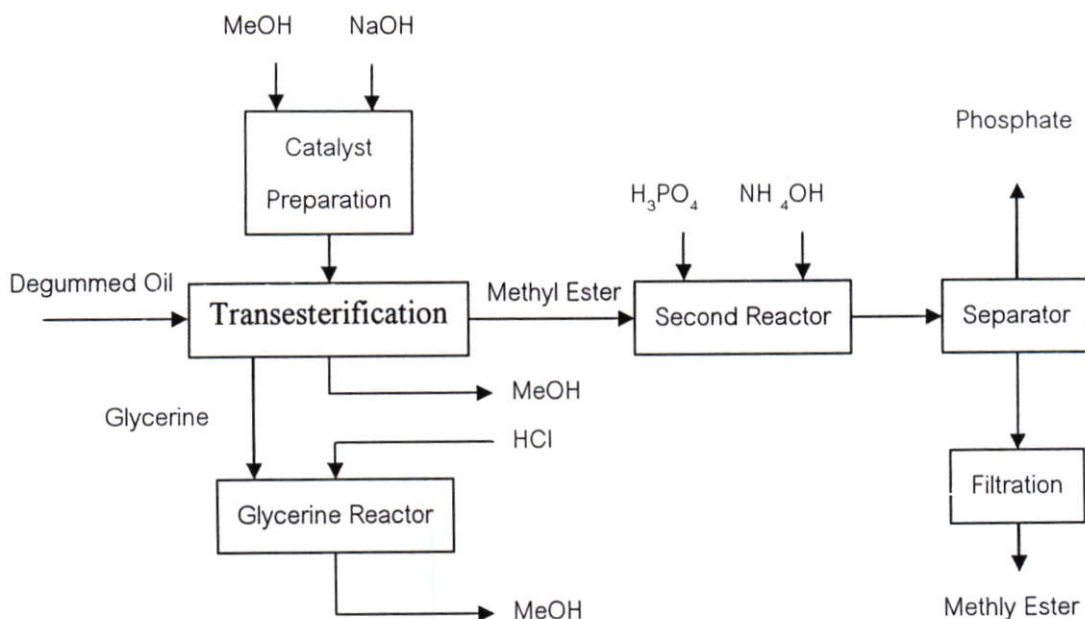 MeOH NaOH
Phosphate
Catalyst
Preparation
H₃PO₄ NH ₄OH
Degummed Oil
Transesterification
Methyl Ester
Second Reactor
Separator
MeOH
Glycerine
HCl
Glycerine Reactor
Filtration
MeOH
Methly Ester